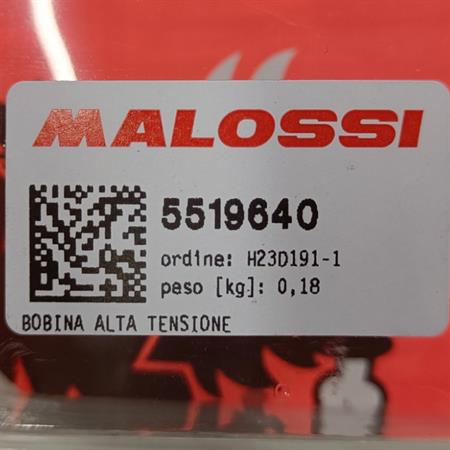 MALOSSI
5519640
ordine: H23D191-1
peso [kg]: 0,18
BOBINA ALTA TENSIONE